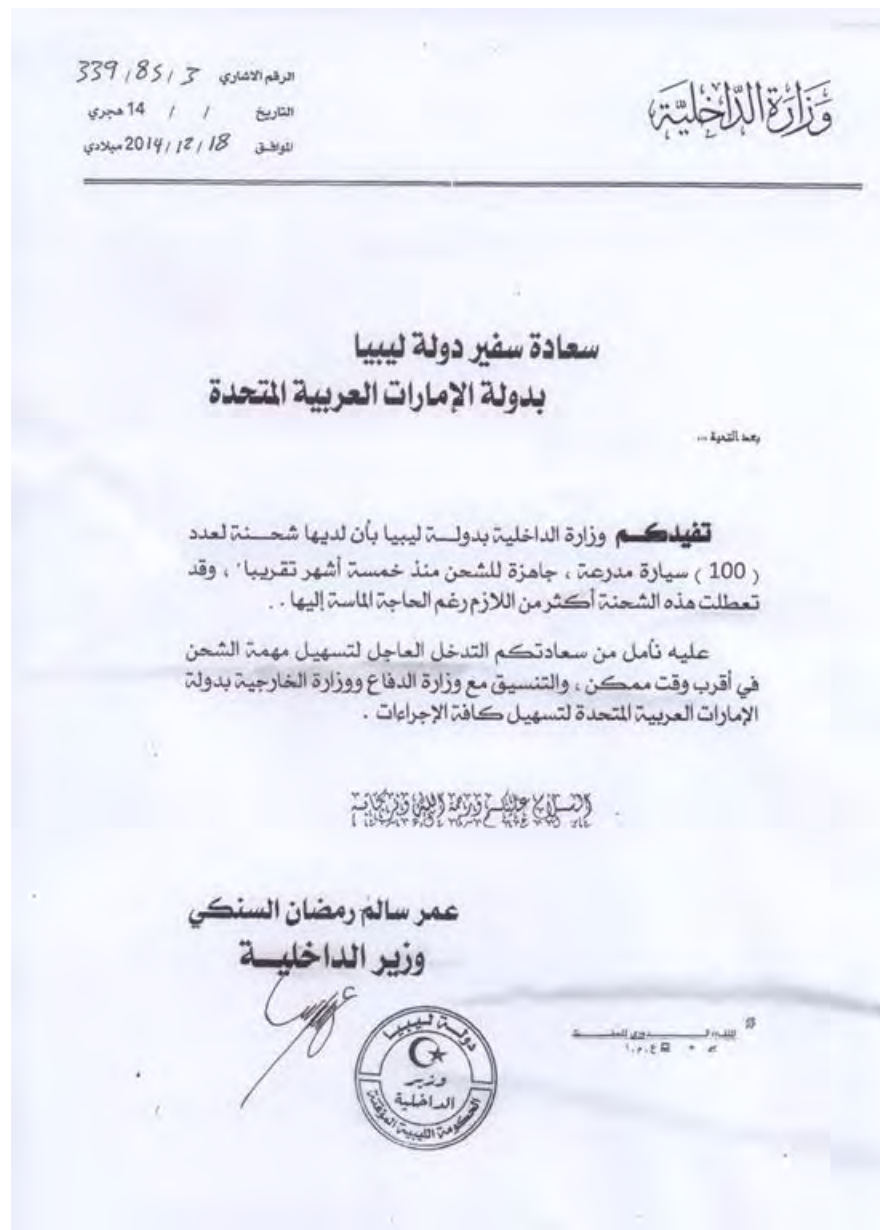 وزارة الداخلية
الرقم الاشاري 339 / 85 / 3
التاريخ / / 14 هجري
الموافق 18 / 12 / 2014 ميلادي
سعادة سفير دولة ليبيا
بدولة الإمارات العربية المتحدة
بعد التحية ...
تفيدكم وزارة الداخلية بدولة ليبيا بأن لديها شحنة لعدد
( 100 ) سيارة مدرعة ، جاهزة للشحن منذ خمسة أشهر تقريبا ، وقد
تعطلت هذه الشحنة أكثر من اللازم رغم الحاجة الماسة إليها . .
عليه نأمل من سعادتكم التدخل العاجل لتسهيل مهمة الشحن
في أقرب وقت ممكن ، والتنسيق مع وزارة الدفاع ووزارة الخارجية بدولة
الإمارات العربية المتحدة لتسهيل كافة الإجراءات .
السلام عليكم ورحمة الله وبركاته
عمر سالم رمضان السنكي
وزير الداخلية
دولة ليبيا
وزير
الداخلية
الحكومة الليبية المؤقتة